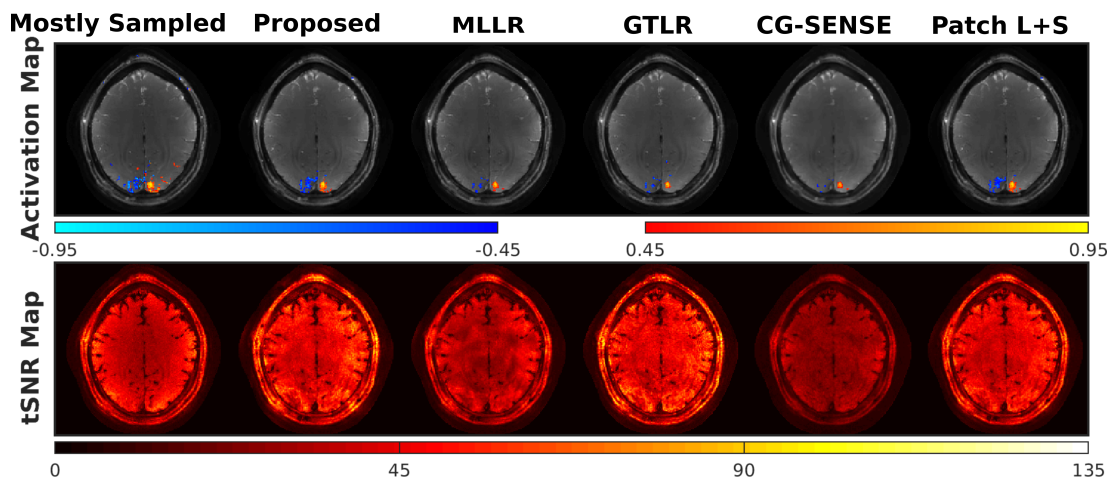 Mostly Sampled Proposed MLLR GTLR CG-SENSE Patch L+S
Activation Map
-0.95 -0.45 0.45 0.95
tSNR Map
0 45 90 135